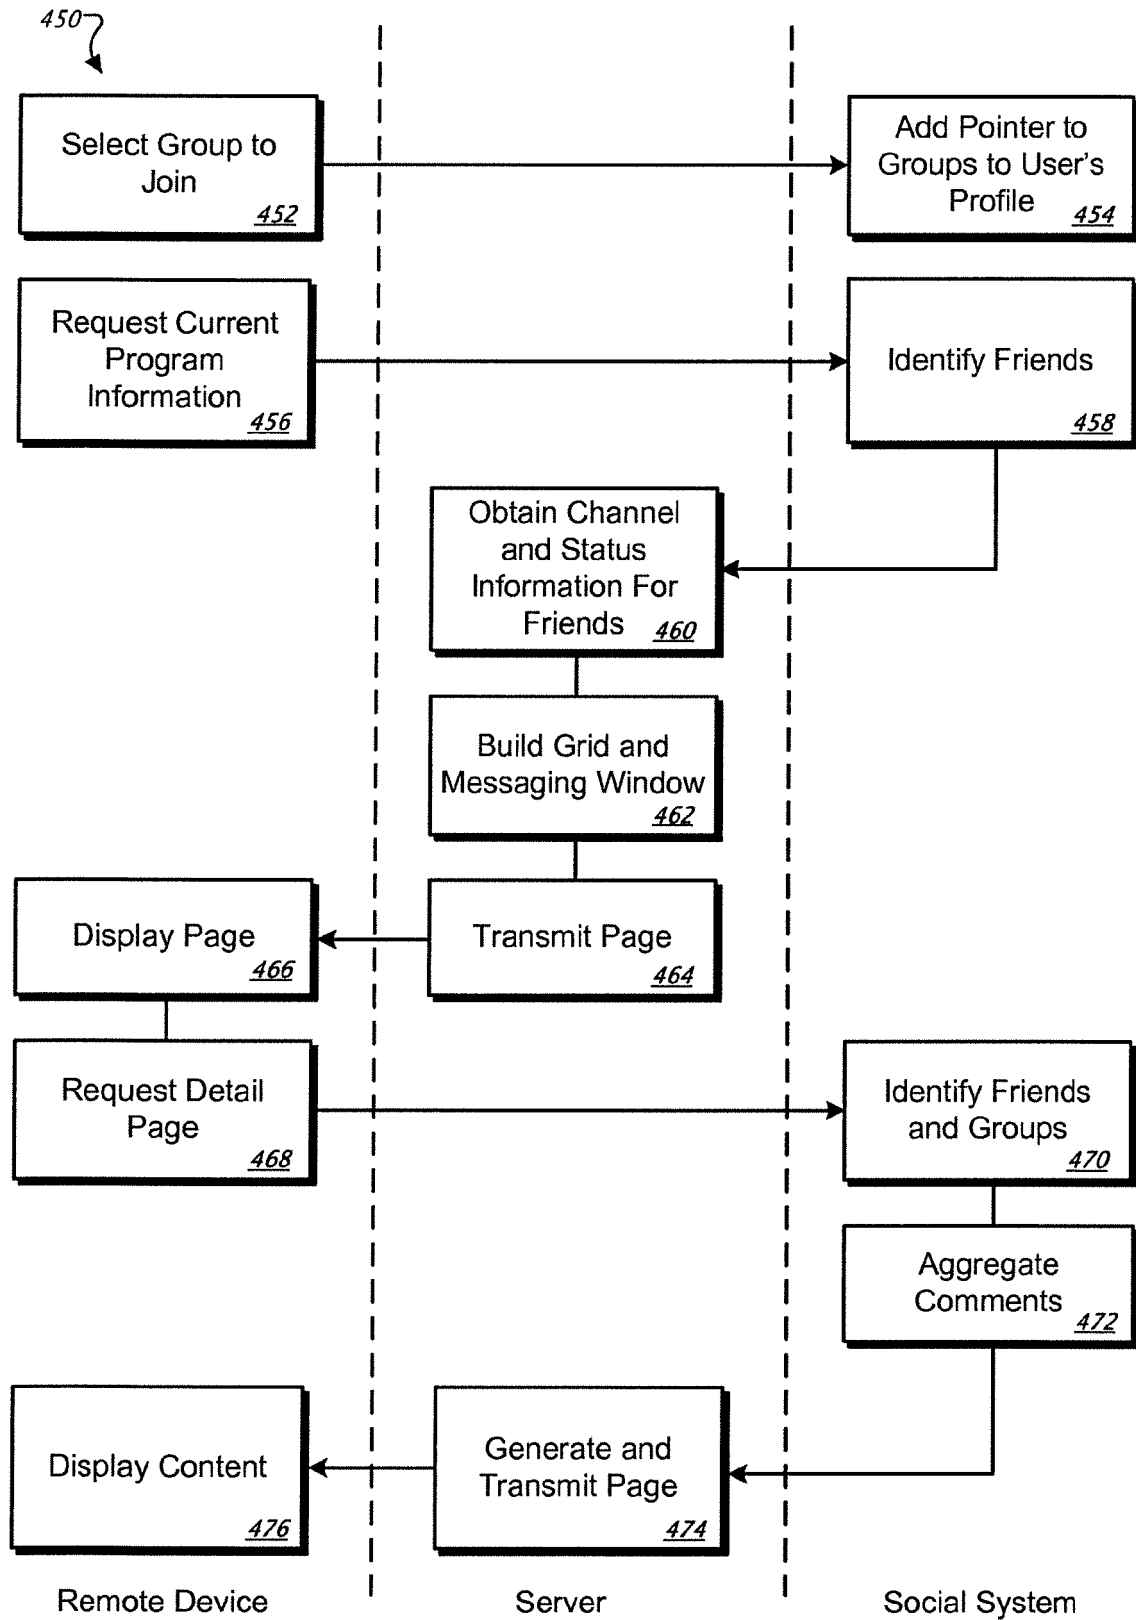 450
Select Group to
Join
452
Add Pointer to
Groups to User's
Profile
454
Request Current
Program
Information
456
Identify Friends
458
Obtain Channel
and Status
Information For
Friends
460
Build Grid and
Messaging Window
462
Display Page
466
Transmit Page
464
Request Detail
Page
468
Identify Friends
and Groups
470
Aggregate
Comments
472
Display Content
476
Generate and
Transmit Page
474
Remote Device
Server
Social System